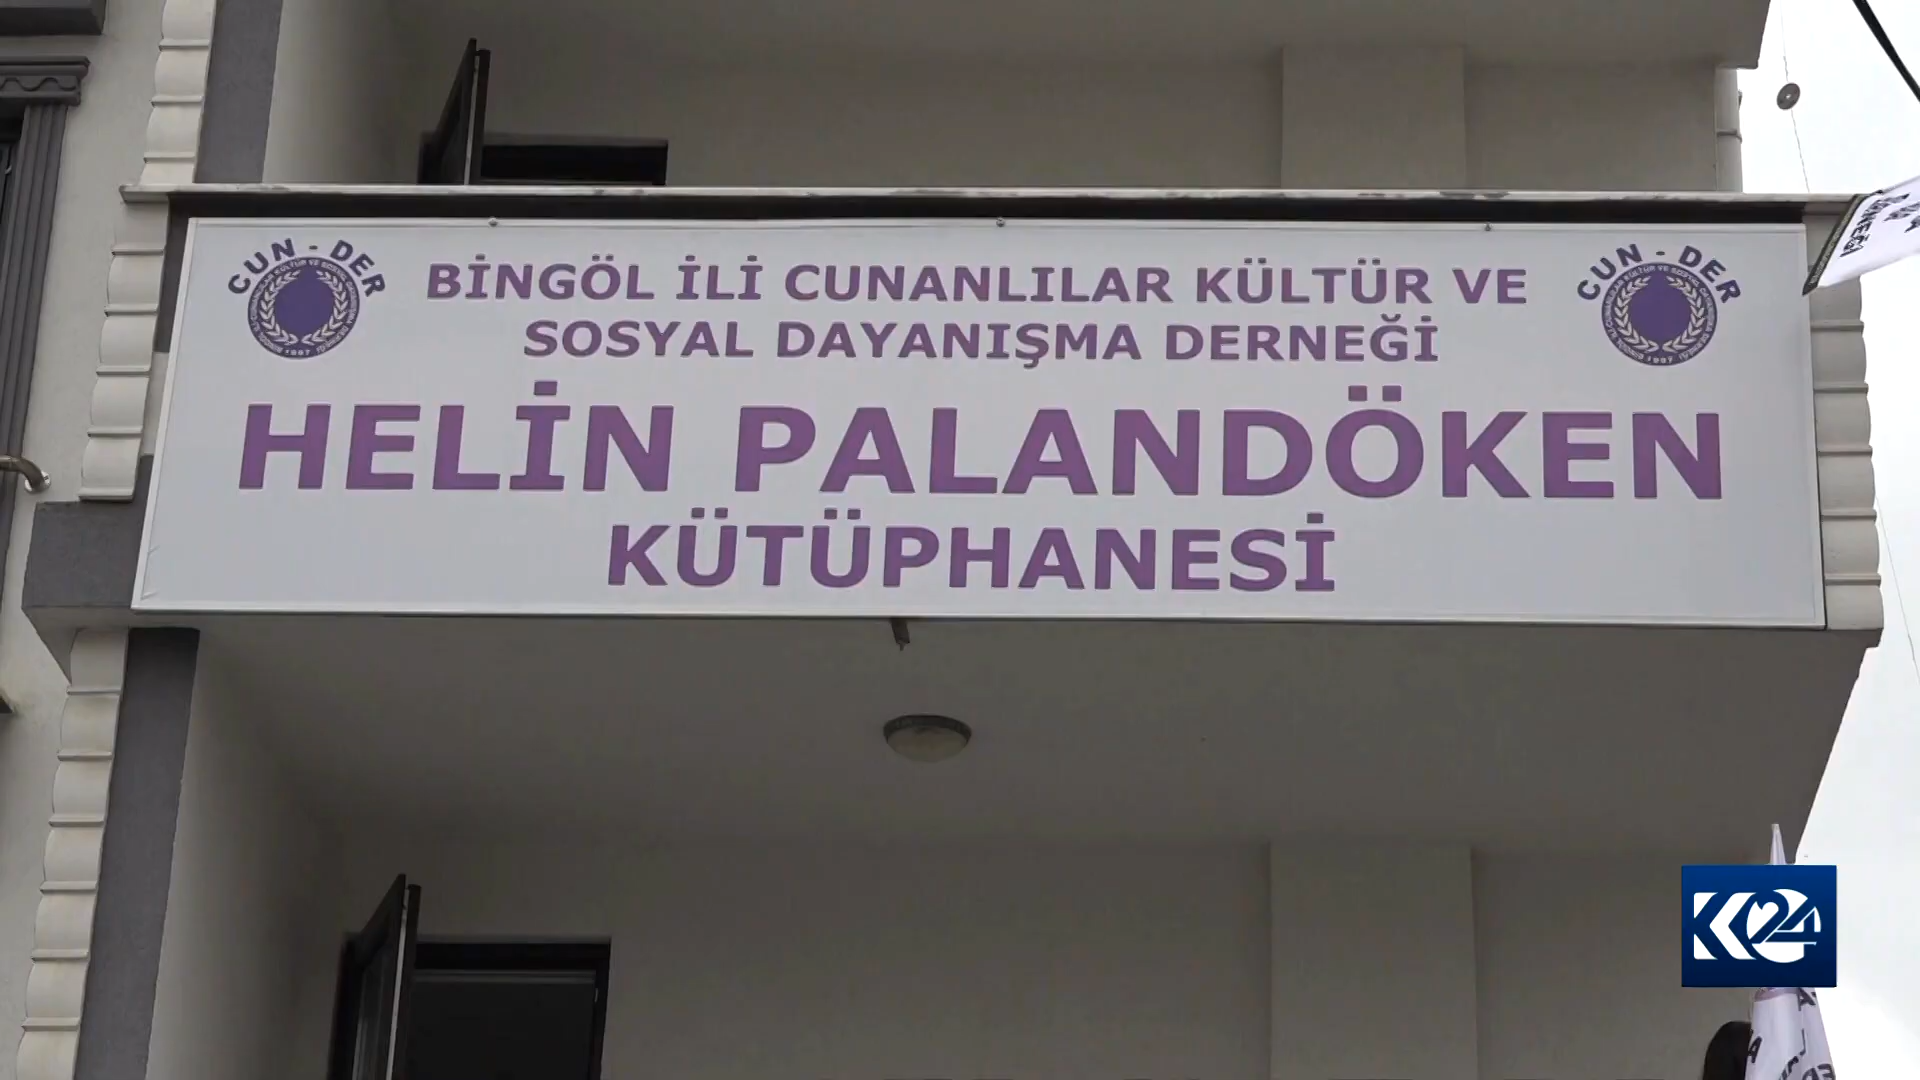 CUN - DER
BİNGÖL İLİ CUNANLILAR KÜLTÜR VE
SOSYAL DAYANIŞMA DERNEĞİ
HELİN PALANDÖKEN
KÜTÜPHANESİ
CUN - DER
K24